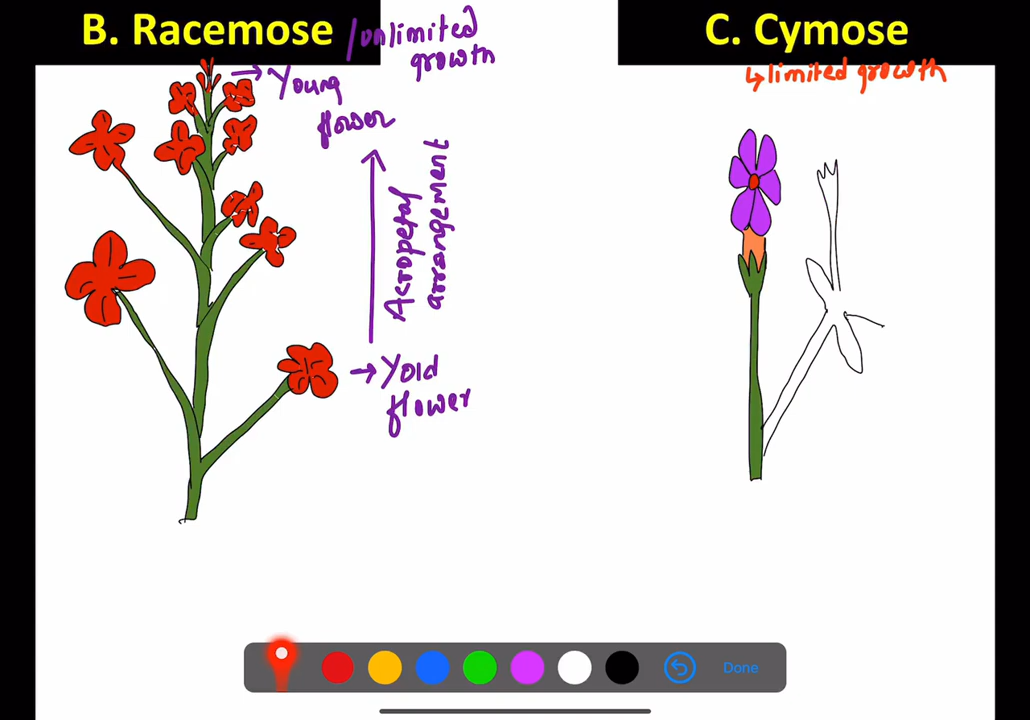 B. Racemose /unlimited
growth
→ Young
flower
Acropetal
arrangement
→ Yold
flower
C. Cymose
↳ limited growth
Done